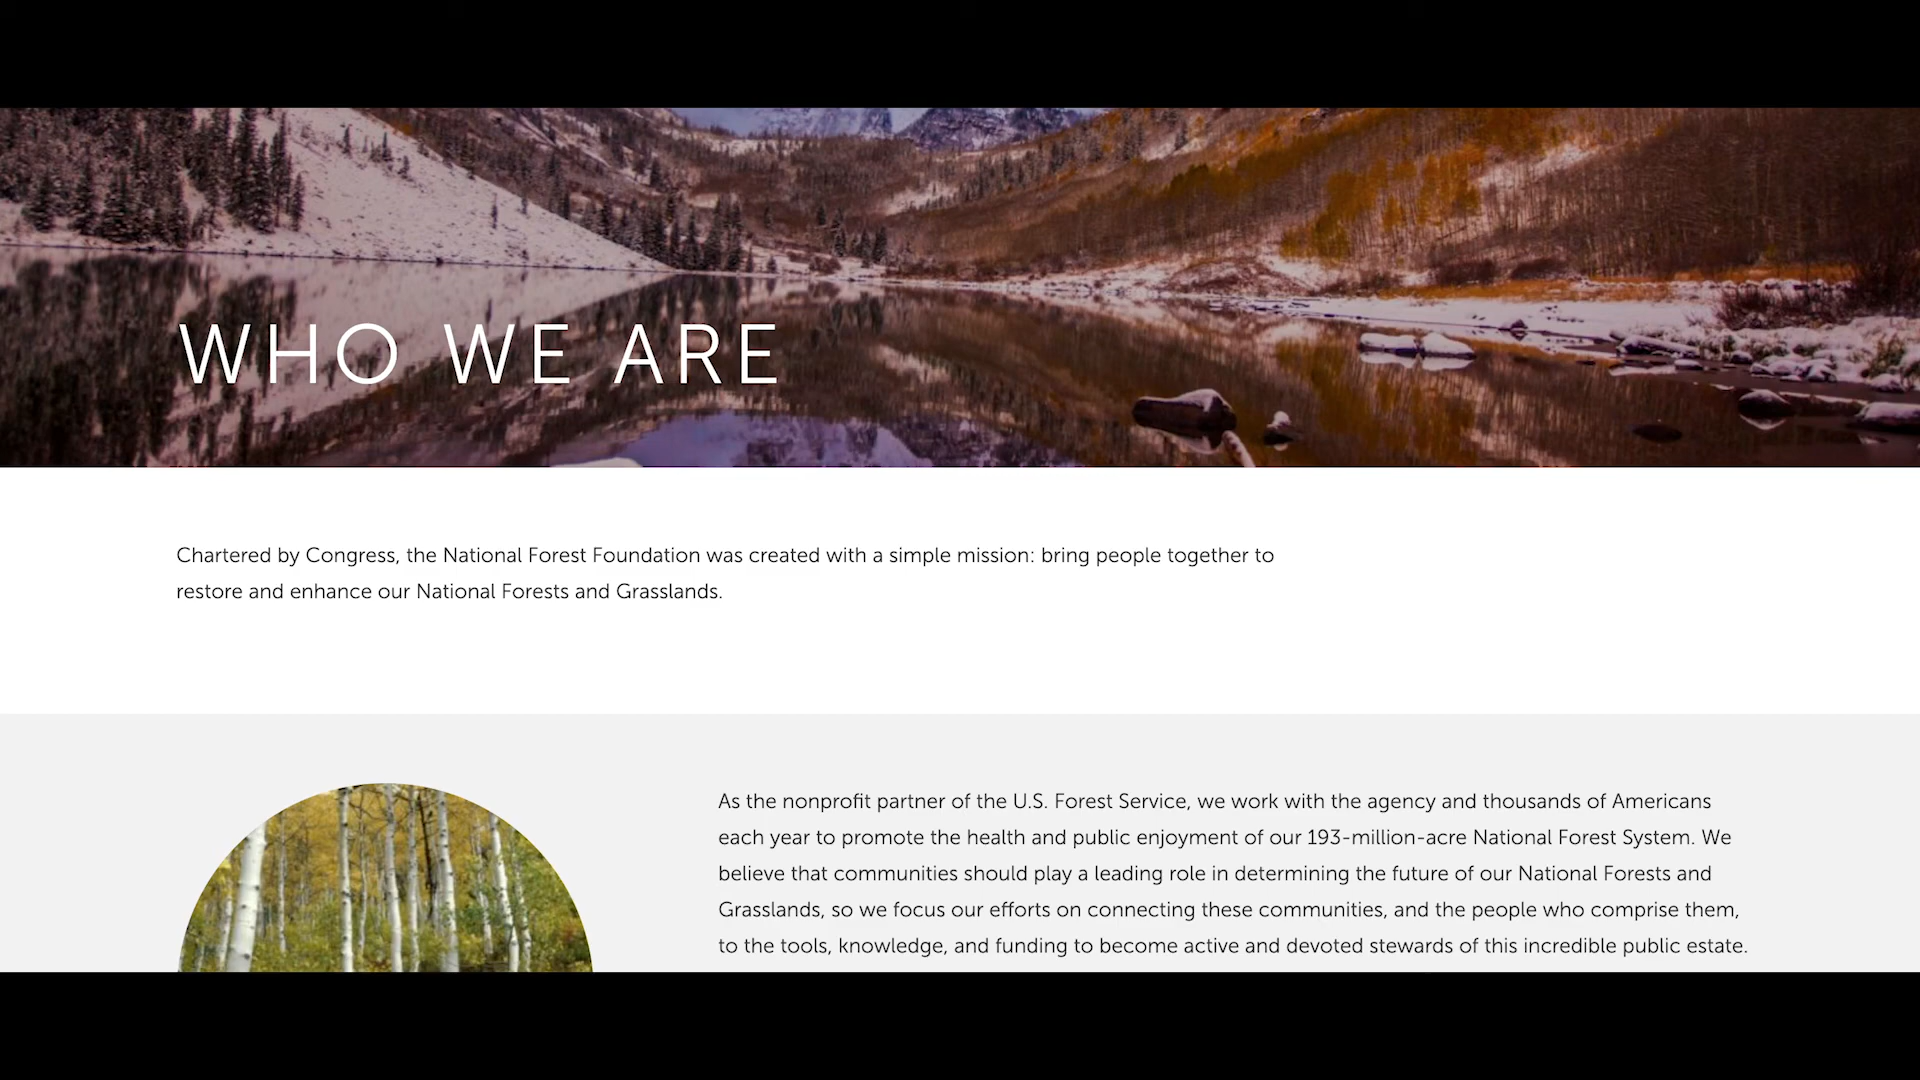 WHO WE ARE
Chartered by Congress, the National Forest Foundation was created with a simple mission: bring people together to
restore and enhance our National Forests and Grasslands.
As the nonprofit partner of the U.S. Forest Service, we work with the agency and thousands of Americans
each year to promote the health and public enjoyment of our 193-million-acre National Forest System. We
believe that communities should play a leading role in determining the future of our National Forests and
Grasslands, so we focus our efforts on connecting these communities, and the people who comprise them,
to the tools, knowledge, and funding to become active and devoted stewards of this incredible public estate.